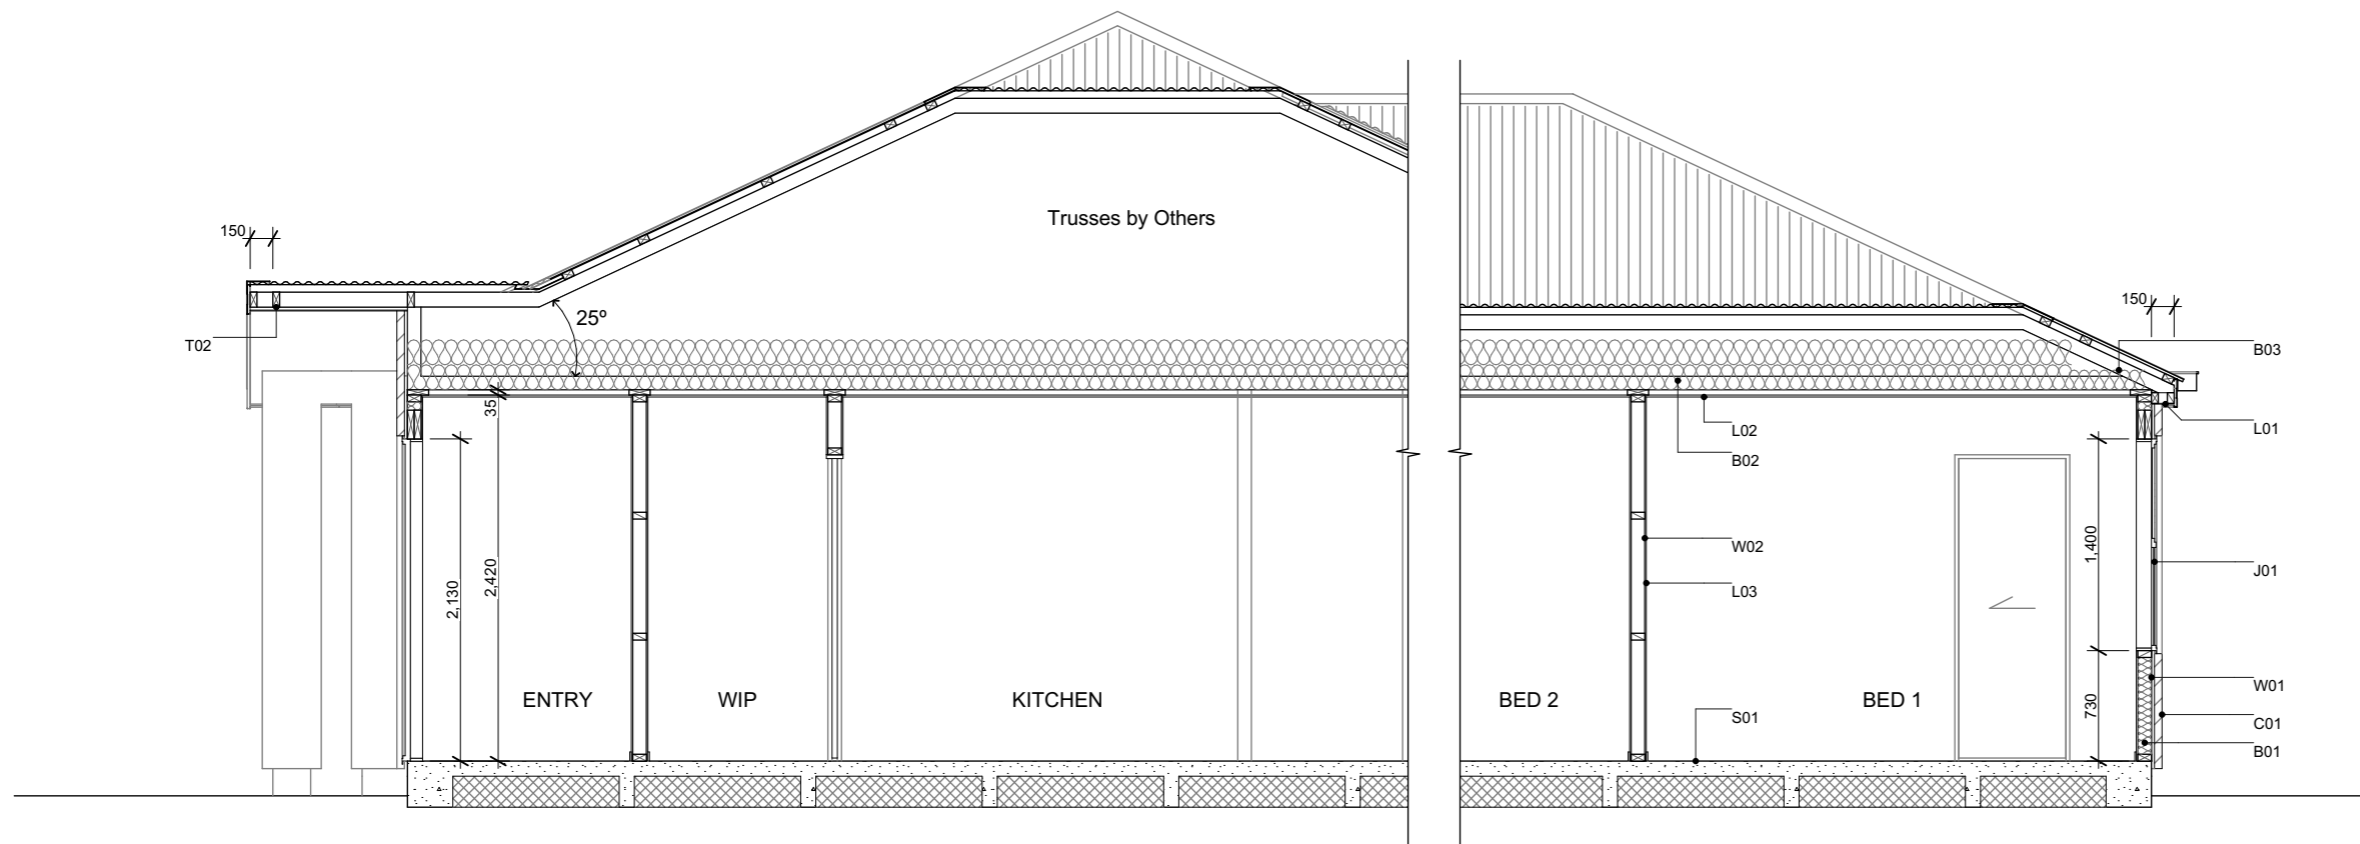 Trusses by Others
150
T02
25º
150
B03
35
L02
B02
L01
2,130
2,420
W02
L03
1,400
J01
ENTRY
WIP
KITCHEN
BED 2
BED 1
S01
730
W01
C01
B01